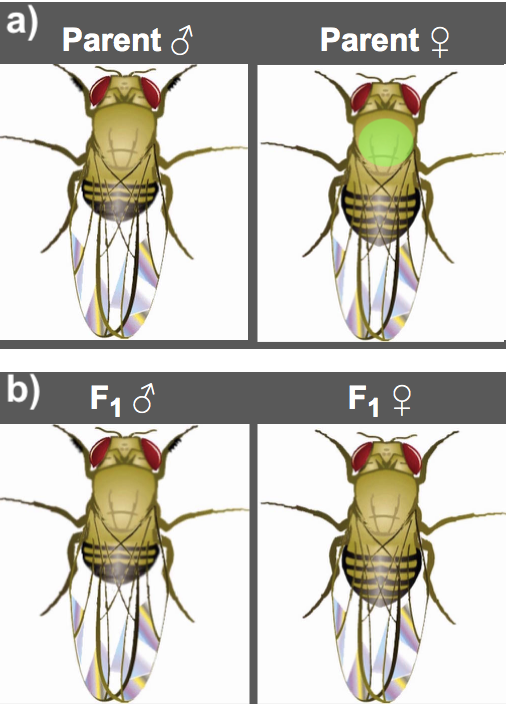 a)
Parent ♂ Parent ♀
b)
F₁ ♂ F₁ ♀